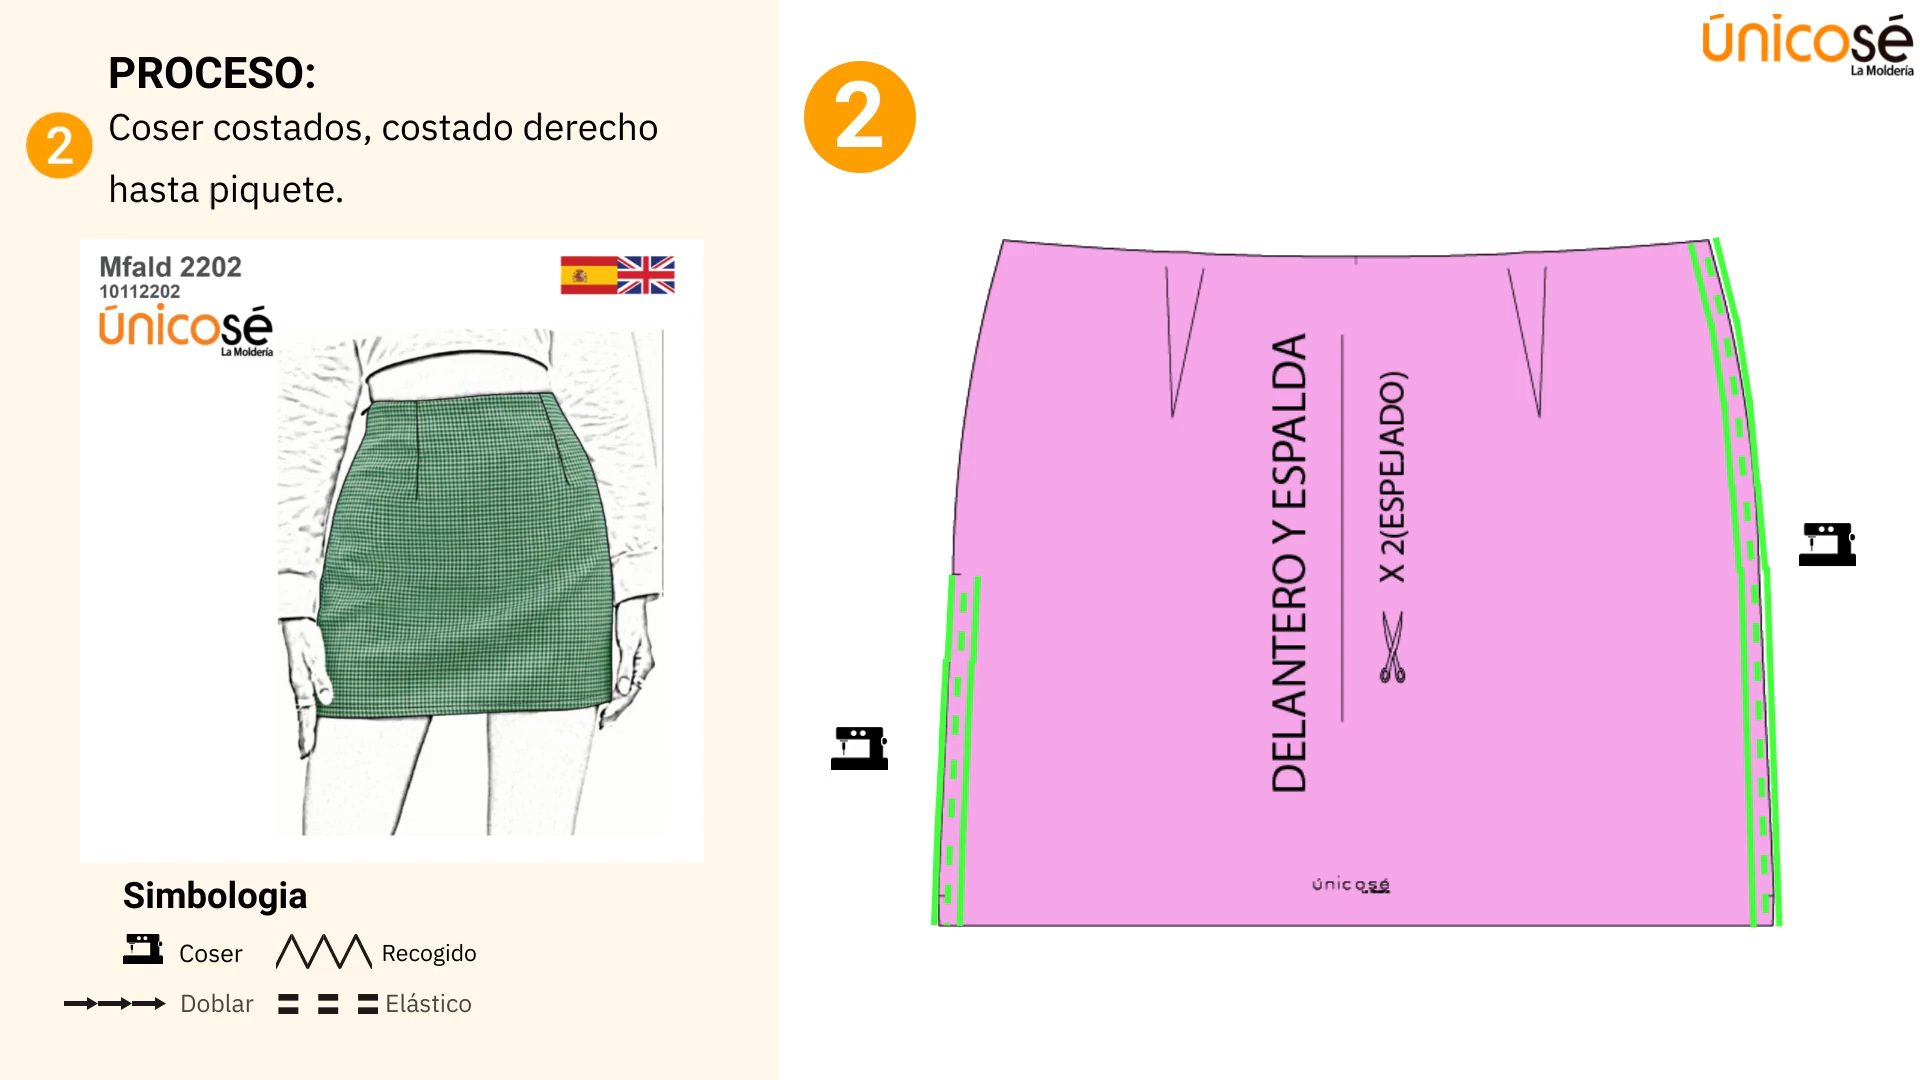 PROCESO:
2
Coser costados, costado derecho
hasta piquete.
Mfald 2202
10112202
únicosé
La Moldería
Simbologia
Coser
Recogido
Doblar
Elástico
únicosé
La Moldería
2
DELANTERO Y ESPALDA
X 2(ESPEJADO)
únicosé